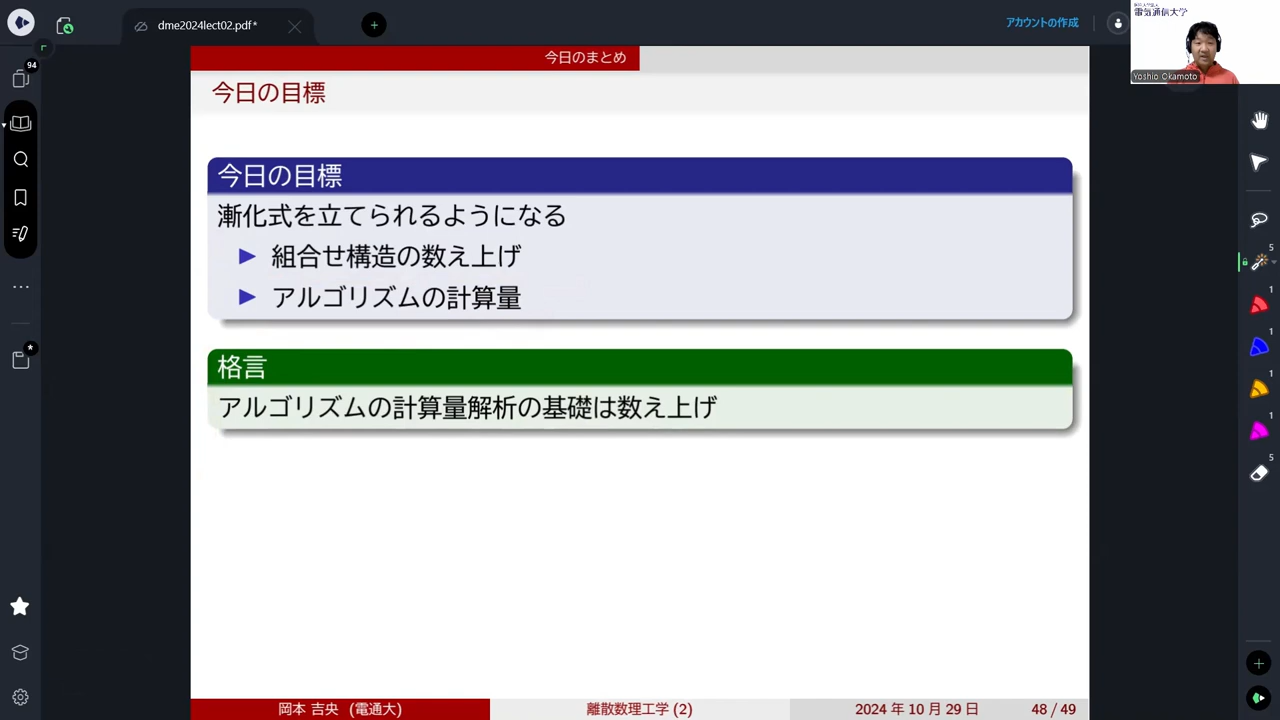 dme2024lect02.pdf*
アカウントの作成
電気通信大学
Yoshio Okamoto
94
今日のまとめ
今日の目標
今日の目標
漸化式を立てられるようになる
▶ 組合せ構造の数え上げ
▶ アルゴリズムの計算量
格言
アルゴリズムの計算量解析の基礎は数え上げ
5
1
1
1
1
5
岡本 吉央 (電通大)
離散数理工学 (2)
2024 年 10 月 29 日
48 / 49